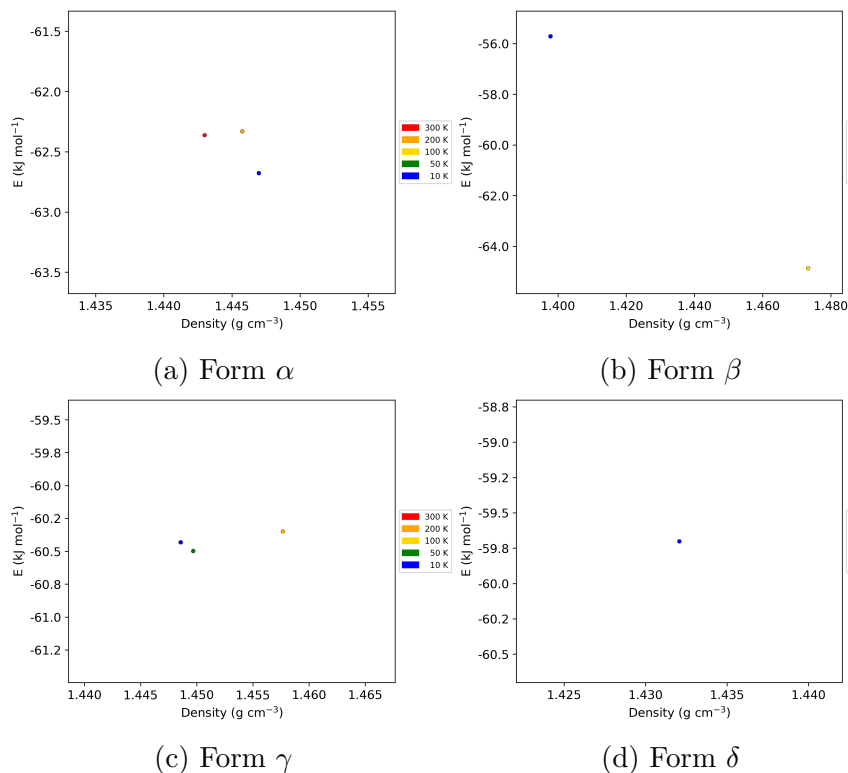 -61.5
-62.0
-62.5
-63.0
-63.5
E (kJ mol⁻¹)
1.435
1.440
1.445
1.450
1.455
Density (g cm⁻³)
300 K
200 K
100 K
50 K
10 K
(a) Form α
-56.0
-58.0
-60.0
-62.0
-64.0
E (kJ mol⁻¹)
1.400
1.420
1.440
1.460
1.480
Density (g cm⁻³)
(b) Form β
-59.5
-59.8
-60.0
-60.2
-60.5
-60.8
-61.0
-61.2
E (kJ mol⁻¹)
1.440
1.445
1.450
1.455
1.460
1.465
Density (g cm⁻³)
300 K
200 K
100 K
50 K
10 K
(c) Form γ
-58.8
-59.0
-59.2
-59.5
-59.8
-60.0
-60.2
-60.5
E (kJ mol⁻¹)
1.425
1.430
1.435
1.440
Density (g cm⁻³)
(d) Form δ